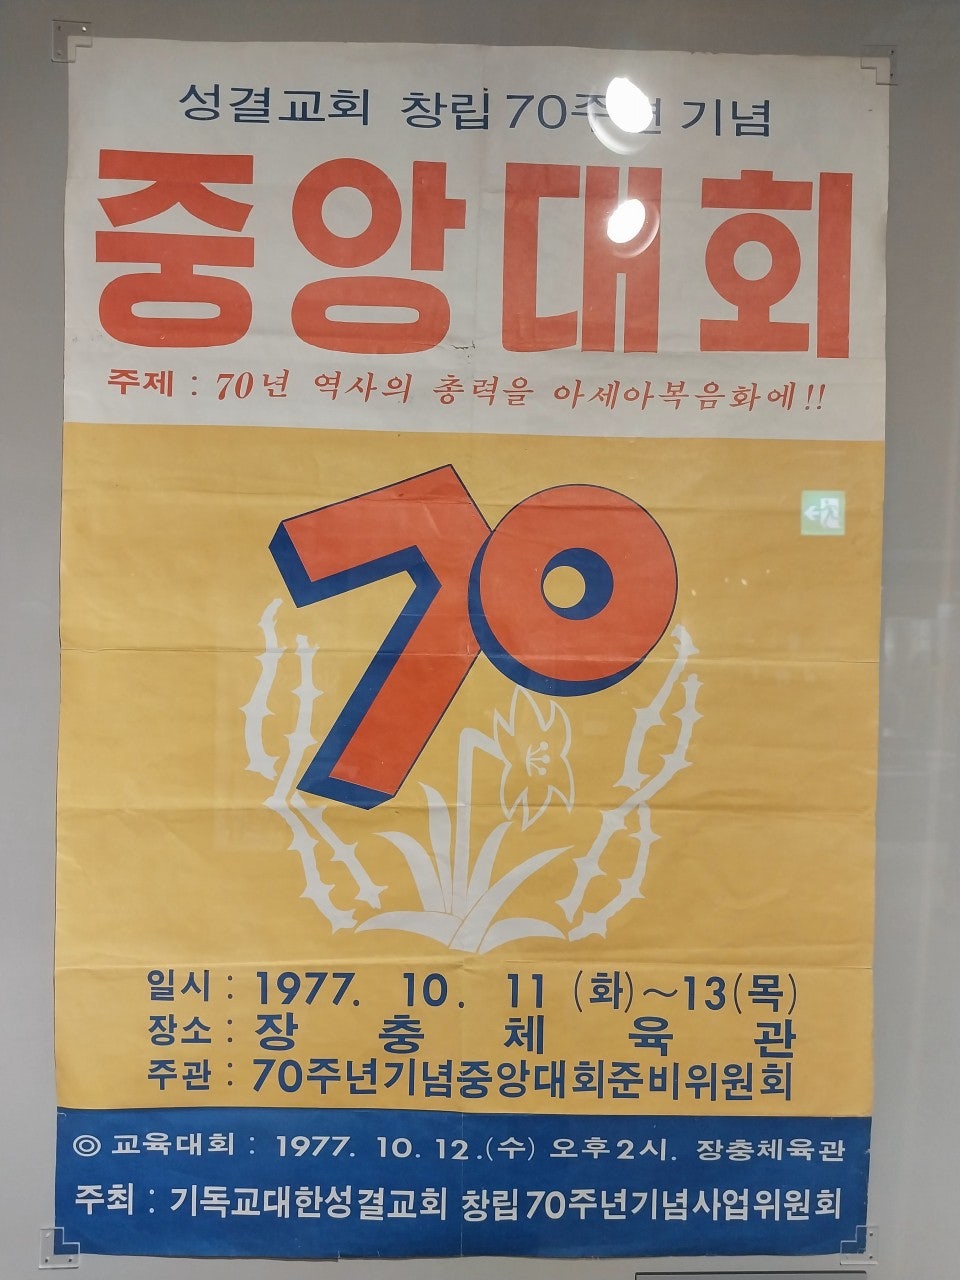 성결교회 창립 70주년 기념
중앙대회
주제 : 70년 역사의 총력을 아세아복음화에!!
70
일시 : 1977. 10. 11 (화)~13(목)
장소 : 장 충 체 육 관
주관 : 70주년기념중앙대회준비위원회
◎ 교육대회 : 1977. 10. 12.(수) 오후2시. 장충체육관
주최 : 기독교대한성결교회 창립70주년기념사업위원회